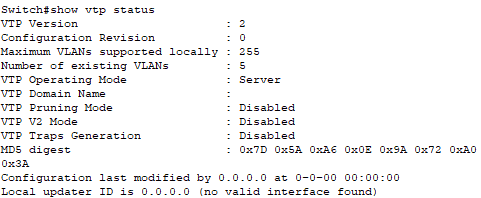 Switch#show vtp status
VTP Version                     : 2
Configuration Revision          : 0
Maximum VLANs supported locally : 255
Number of existing VLANs        : 5
VTP Operating Mode              : Server
VTP Domain Name                 :
VTP Pruning Mode                : Disabled
VTP V2 Mode                     : Disabled
VTP Traps Generation            : Disabled
MD5 digest                      : 0x7D 0x5A 0xA6 0x0E 0x9A 0x72 0xA0
0x3A
Configuration last modified by 0.0.0.0 at 0-0-00 00:00:00
Local updater ID is 0.0.0.0 (no valid interface found)